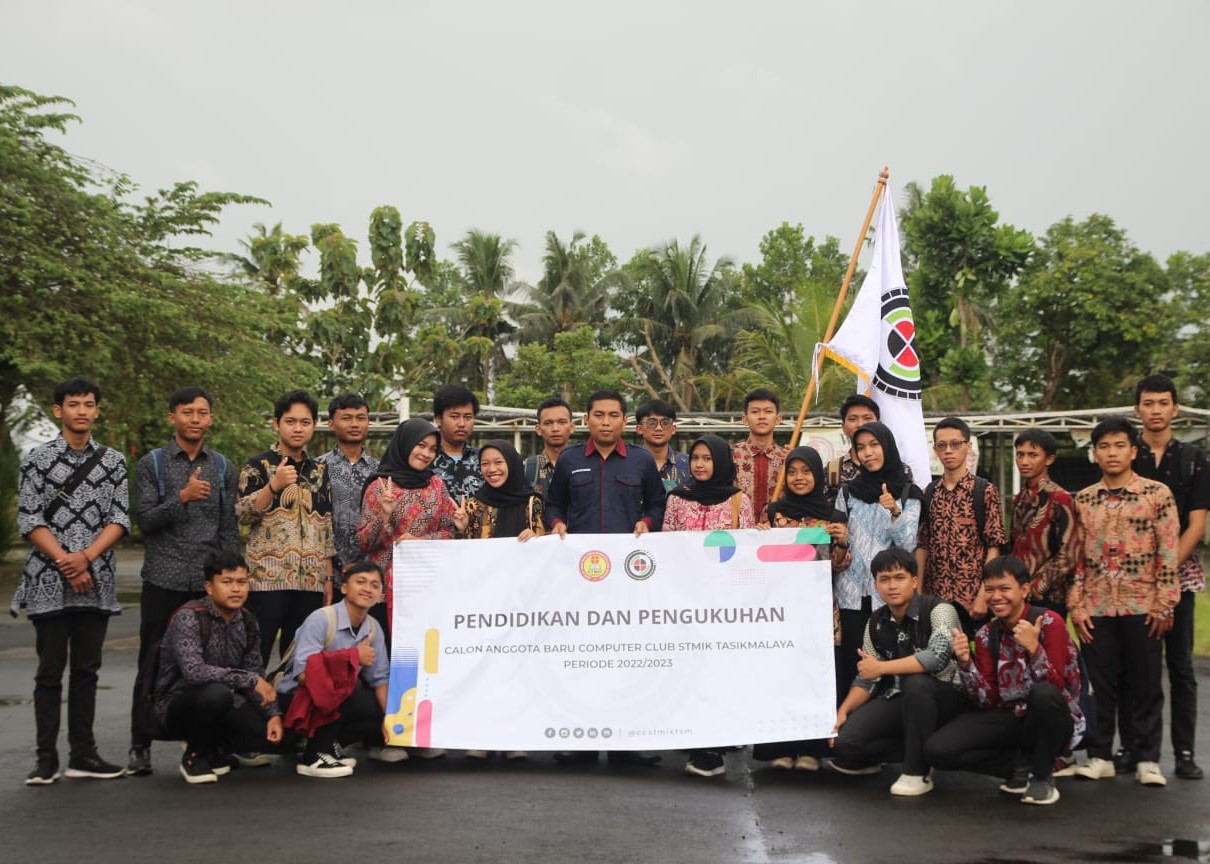 PENDIDIKAN DAN PENGUKUHAN
CALON ANGGOTA BARU COMPUTER CLUB STMIK TASIKMALAYA
PERIODE 2022/2023
@ccstmiktsm